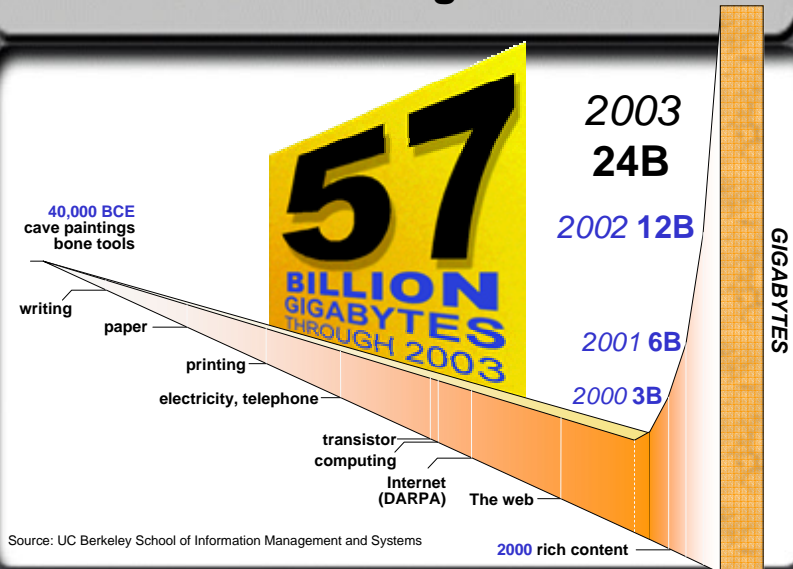 2003
24B
2002 12B
2001 6B
2000 3B
GIGABYTES
57
BILLION
GIGABYTES
THROUGH 2003
40,000 BCE
cave paintings
bone tools
writing
paper
printing
electricity, telephone
transistor
computing
Internet
(DARPA)
The web
2000 rich content
Source: UC Berkeley School of Information Management and Systems